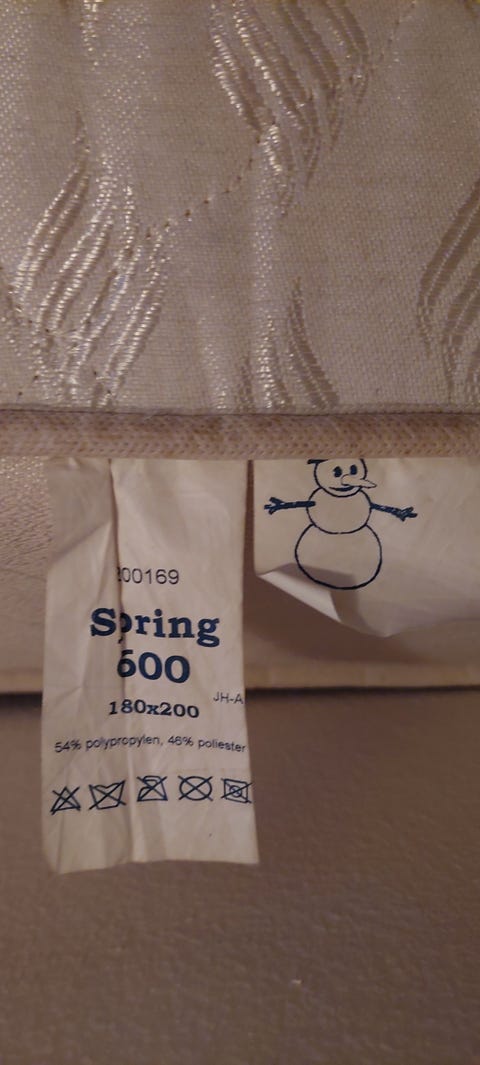 00169
Spring
600
180x200
JH-A
54% polypropylen, 46% poliester